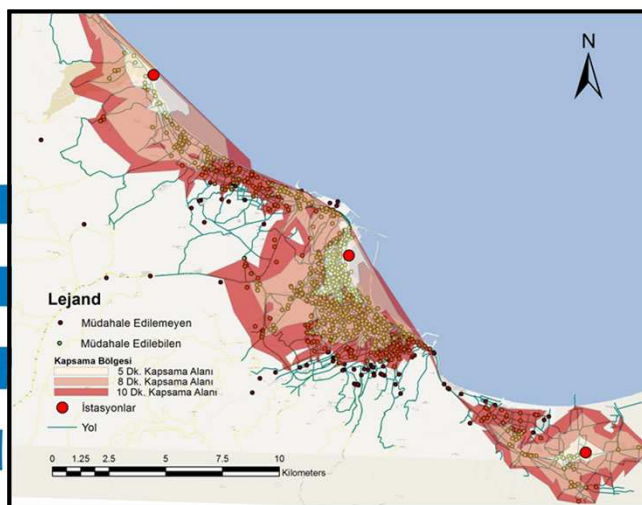 N
Lejand
Müdahale Edilemeyen
Müdahale Edilebilen
Kapsama Bölgesi
5 Dk. Kapsama Alanı
8 Dk. Kapsama Alanı
10 Dk. Kapsama Alanı
İstasyonlar
Yol
0 1.25 2.5 5 7.5 10
Kilometers